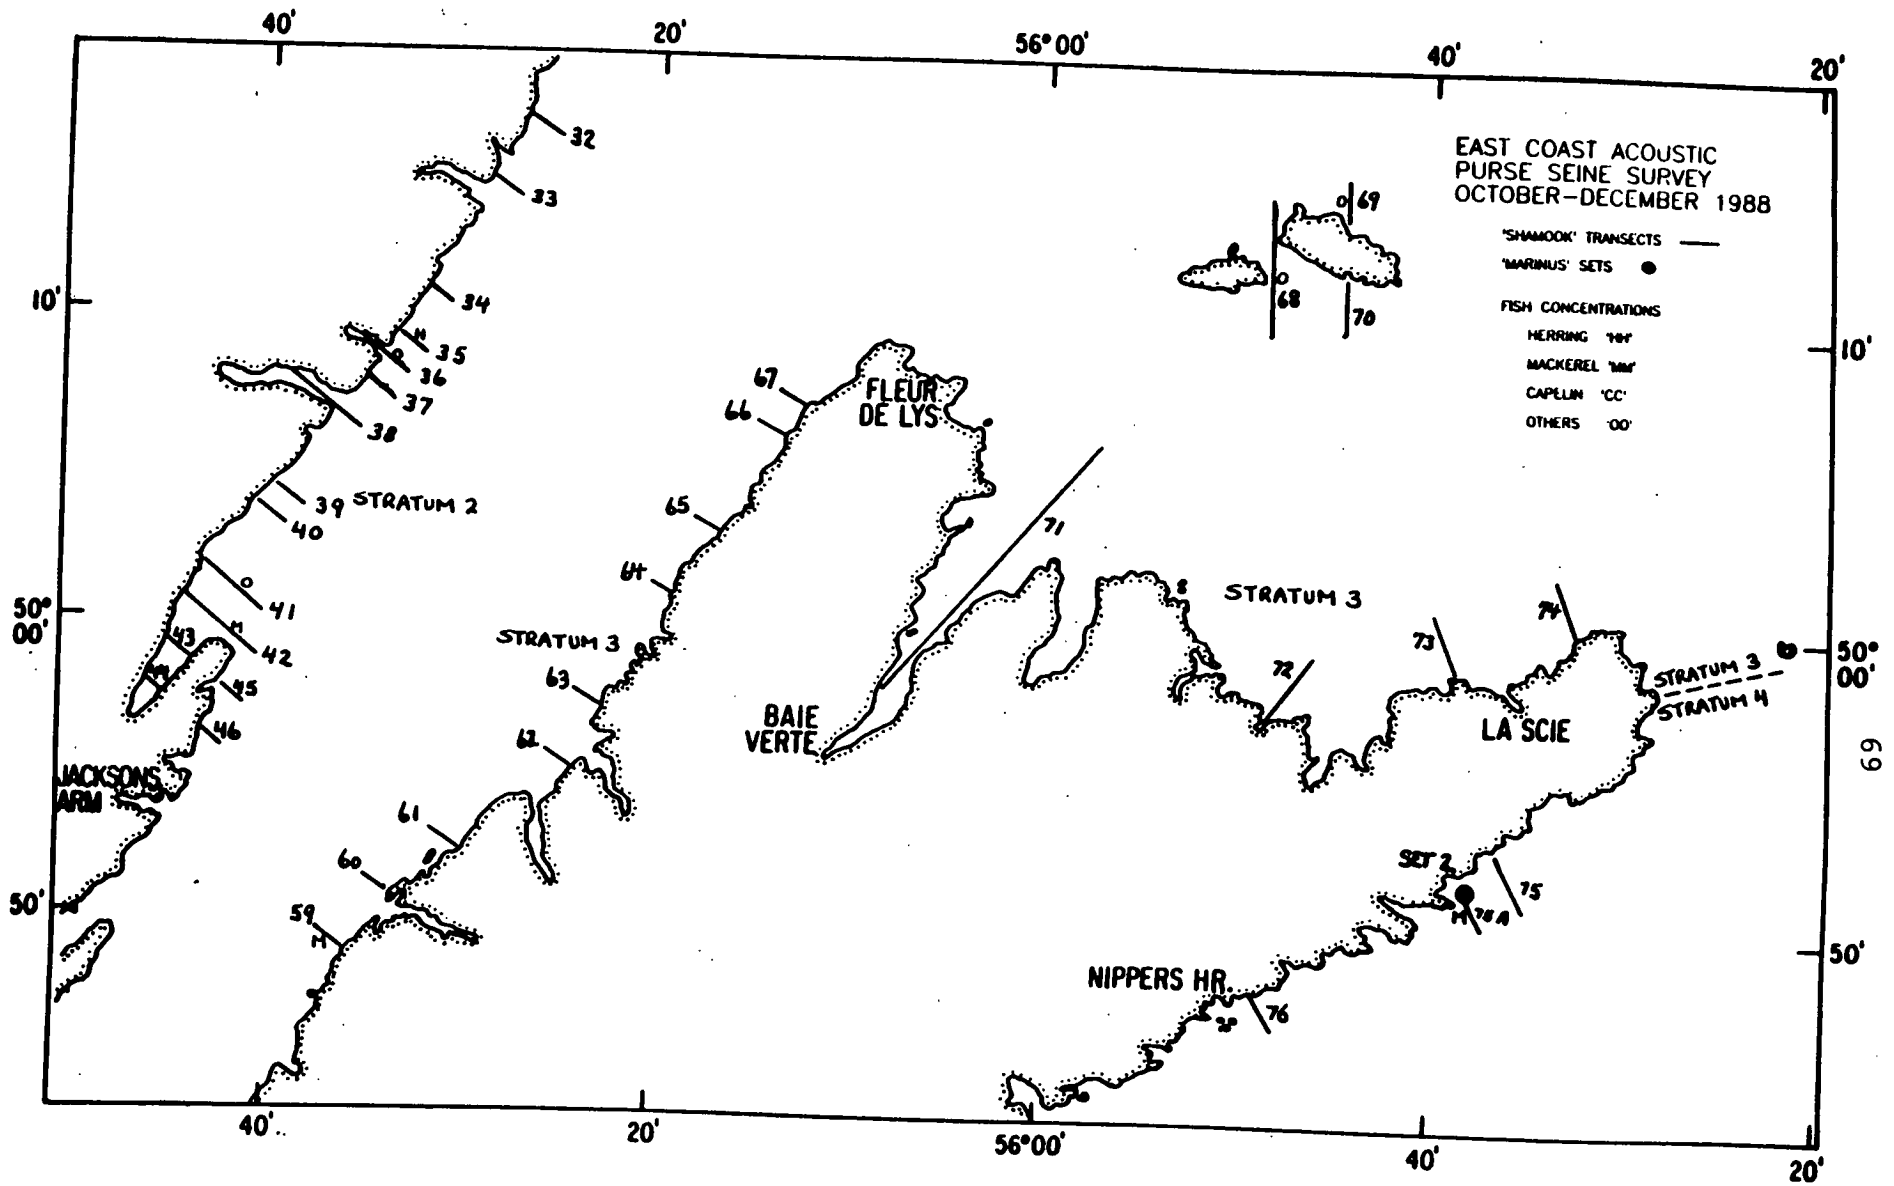 40'
20'
56°00'
40'
20'
EAST COAST ACOUSTIC
PURSE SEINE SURVEY
OCTOBER–DECEMBER 1988
'SHAMOOK' TRANSECTS
'MARINUS' SETS
FISH CONCENTRATIONS
HERRING 'HH'
MACKEREL 'MM'
CAPELIN 'CC'
OTHERS 'OO'
32
33
34
H
35
O
36
37
38
39
STRATUM 2
40
O
41
H
42
43
45
46
JACKSONS
ARM
10'
50°
00'
50'
O
69
O
68
70
67
66
FLEUR
DE LYS
65
64
STRATUM 3
63
62
61
60
59
H
71
BAIE
VERTE
STRATUM 3
72
73
74
LA SCIE
STRATUM 3
STRATUM 4
SET 2
75
H
75A
NIPPERS HR.
76
10'
50°
00'
50'
69
40'
20'
56°00'
40'
20'